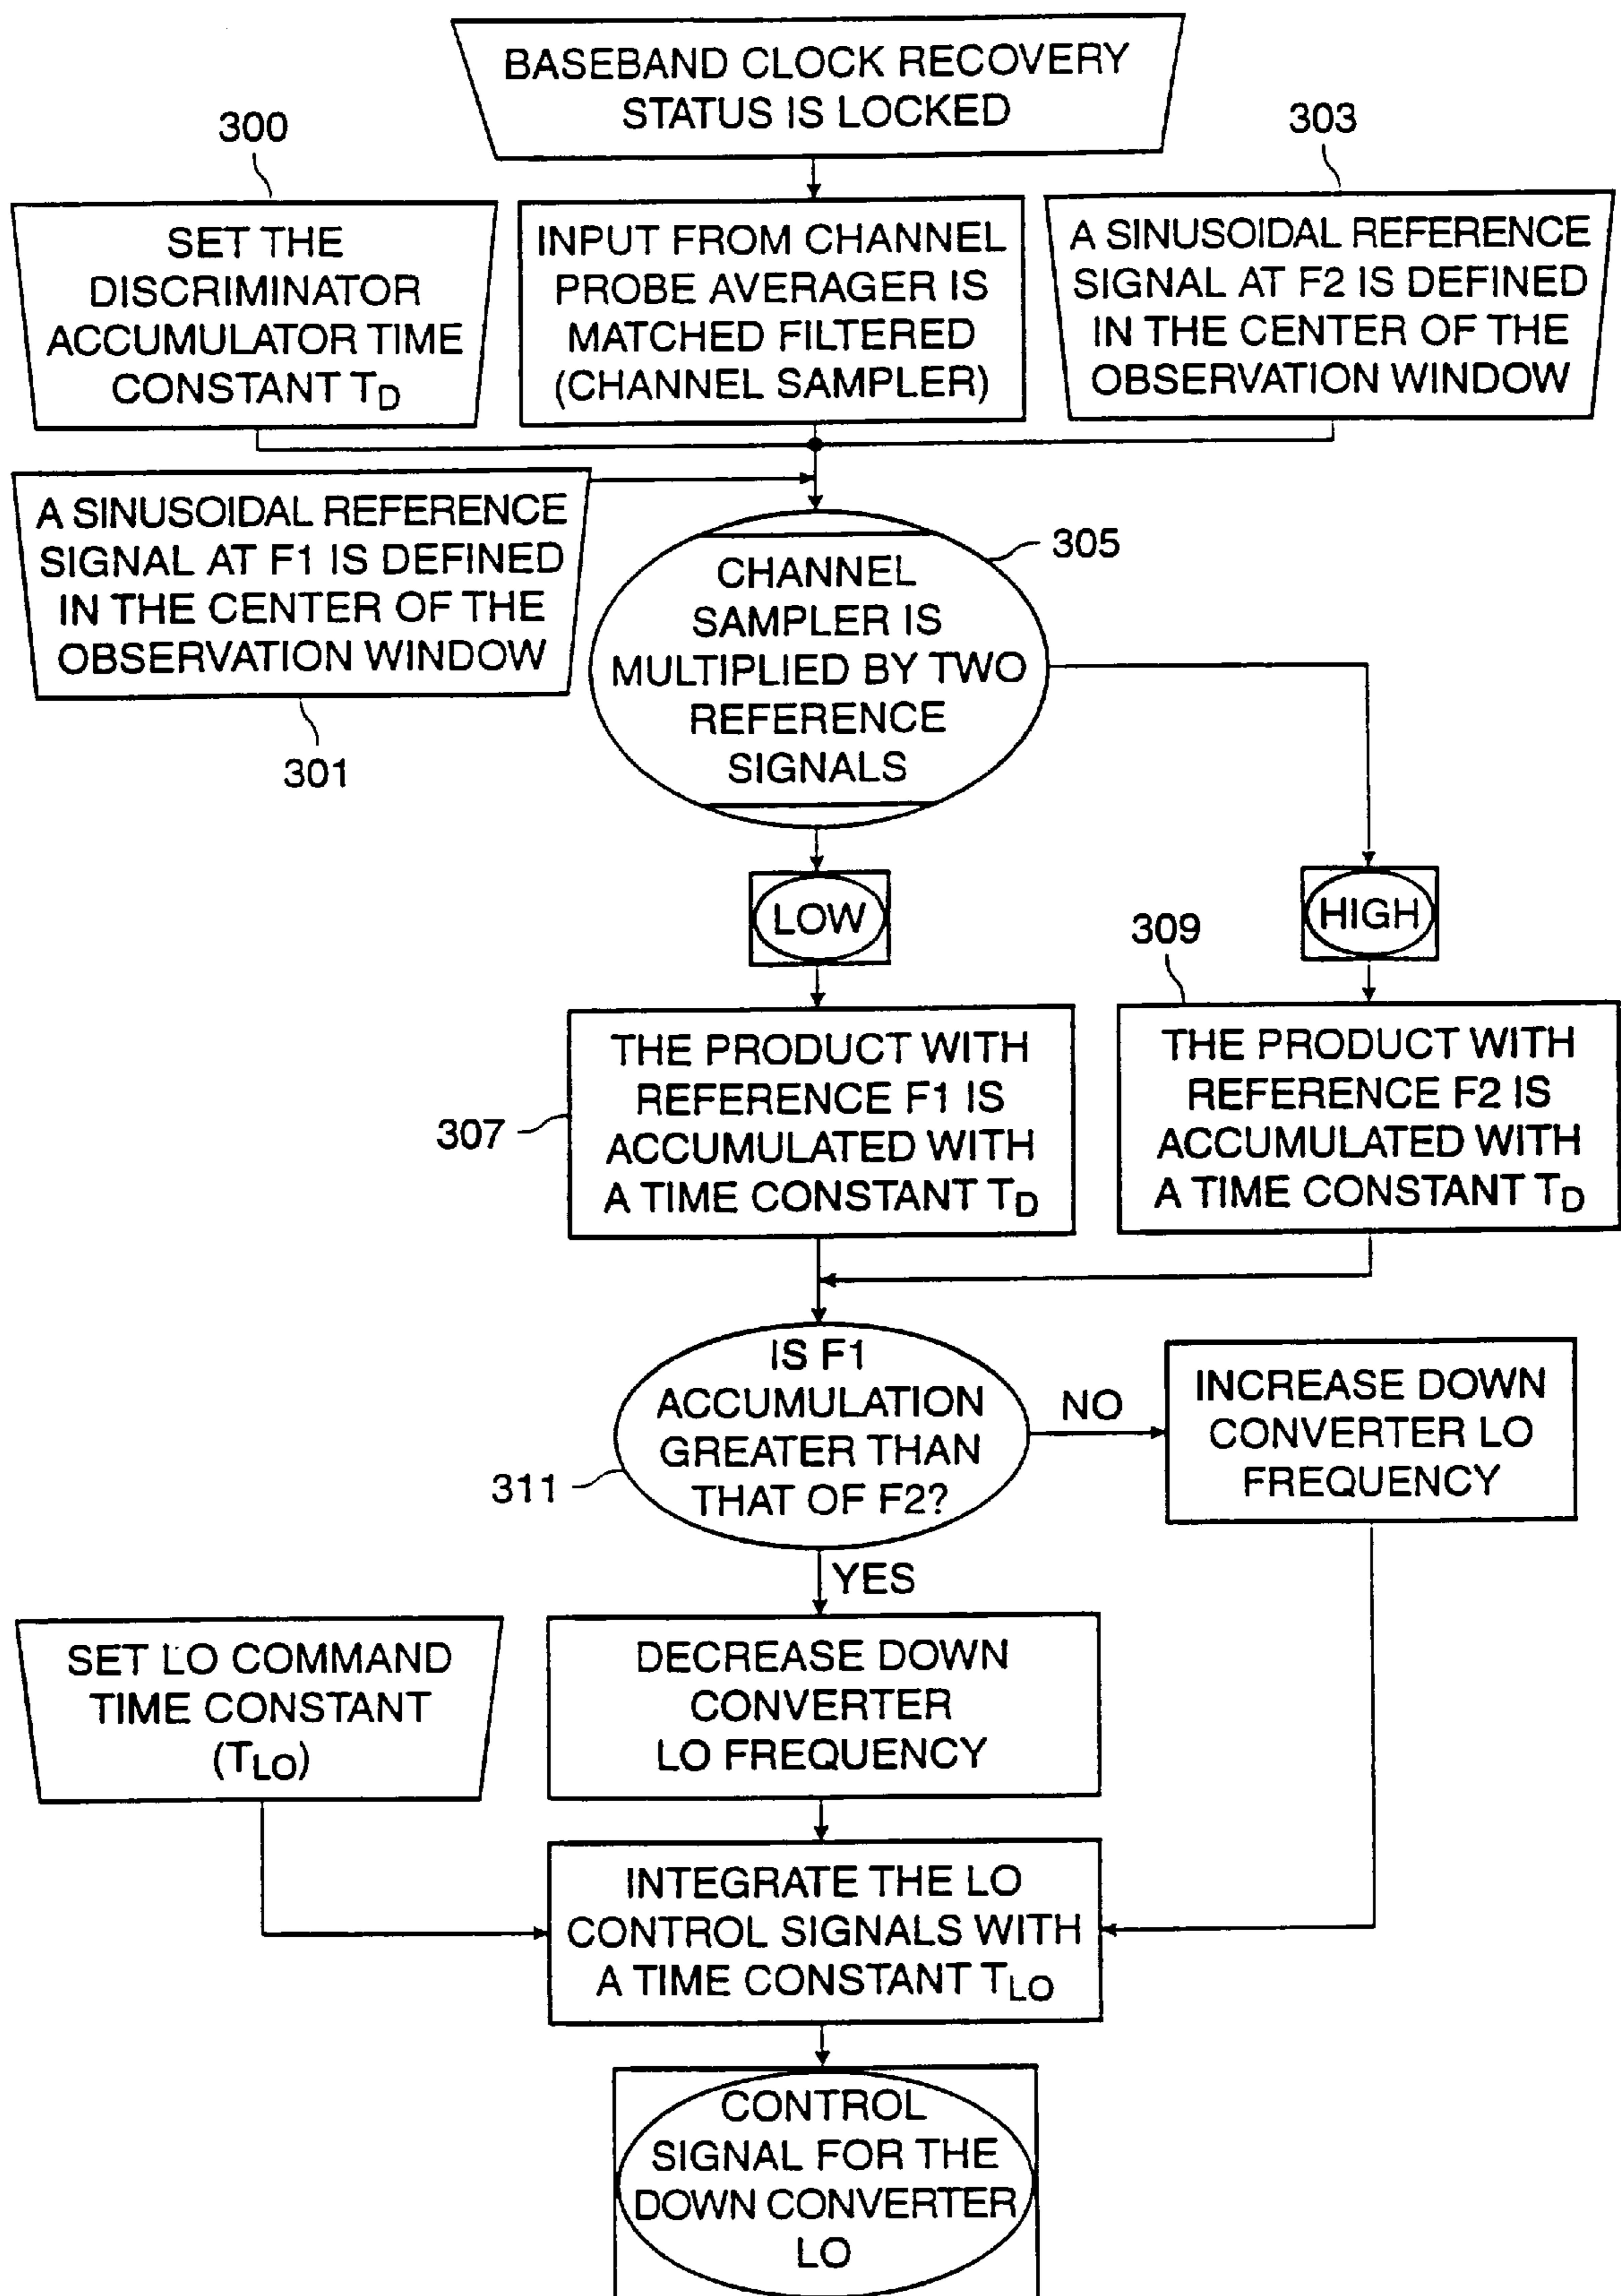 BASEBAND CLOCK RECOVERY
STATUS IS LOCKED
300
303
SET THE
DISCRIMINATOR
ACCUMULATOR TIME
CONSTANT TD
INPUT FROM CHANNEL
PROBE AVERAGER IS
MATCHED FILTERED
(CHANNEL SAMPLER)
A SINUSOIDAL REFERENCE
SIGNAL AT F2 IS DEFINED
IN THE CENTER OF THE
OBSERVATION WINDOW
A SINUSOIDAL REFERENCE
SIGNAL AT F1 IS DEFINED
IN THE CENTER OF THE
OBSERVATION WINDOW
301
305
CHANNEL
SAMPLER IS
MULTIPLIED BY TWO
REFERENCE
SIGNALS
LOW
HIGH
309
307
THE PRODUCT WITH
REFERENCE F1 IS
ACCUMULATED WITH
A TIME CONSTANT TD
THE PRODUCT WITH
REFERENCE F2 IS
ACCUMULATED WITH
A TIME CONSTANT TD
IS F1
ACCUMULATION
GREATER THAN
THAT OF F2?
311
NO
INCREASE DOWN
CONVERTER LO
FREQUENCY
YES
SET LO COMMAND
TIME CONSTANT
(TLO)
DECREASE DOWN
CONVERTER
LO FREQUENCY
INTEGRATE THE LO
CONTROL SIGNALS WITH
A TIME CONSTANT TLO
CONTROL
SIGNAL FOR THE
DOWN CONVERTER
LO